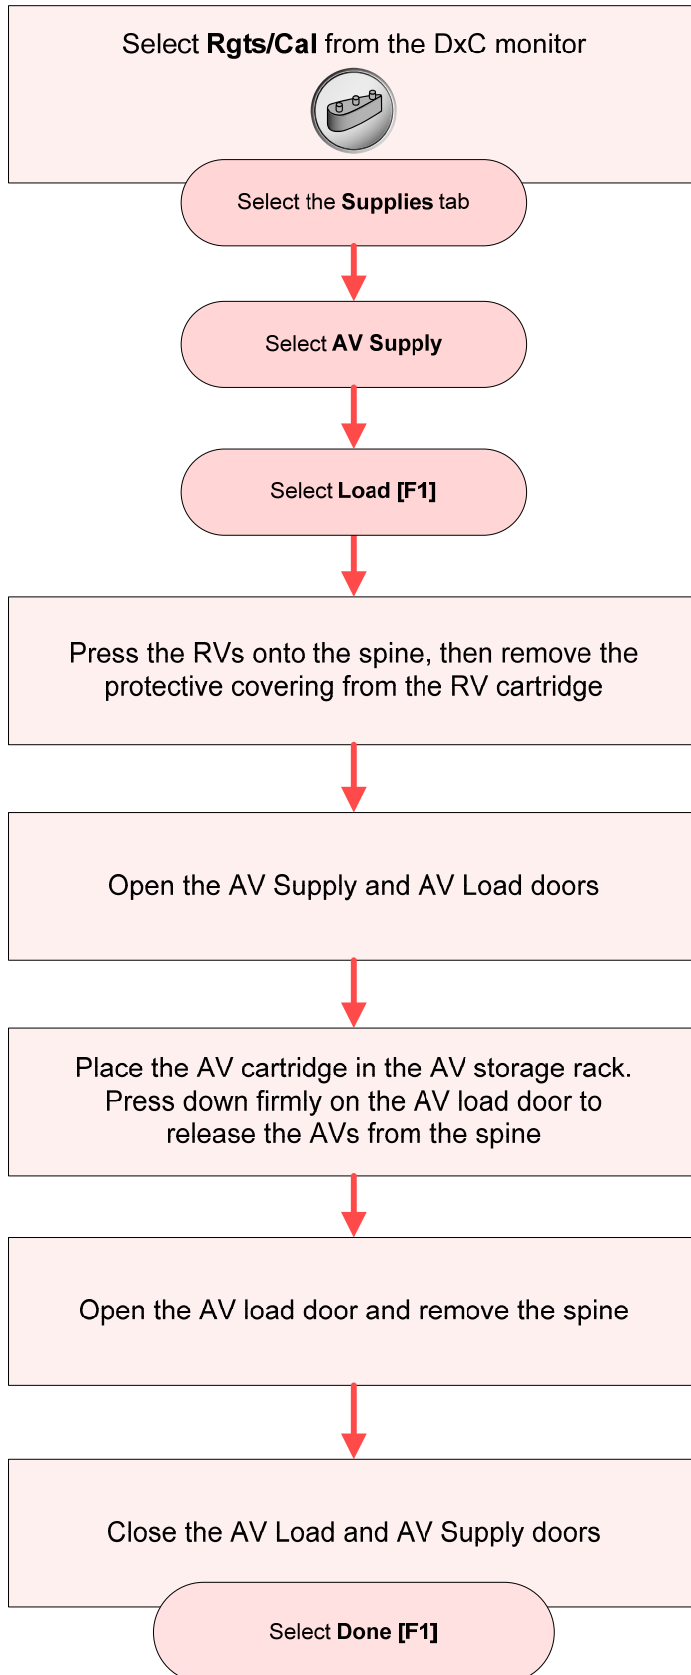 Select Rgts/Cal from the DxC monitor
Select the Supplies tab
Select AV Supply
Select Load [F1]
Press the RVs onto the spine, then remove the
protective covering from the RV cartridge
Open the AV Supply and AV Load doors
Place the AV cartridge in the AV storage rack.
Press down firmly on the AV load door to
release the AVs from the spine
Open the AV load door and remove the spine
Close the AV Load and AV Supply doors
Select Done [F1]